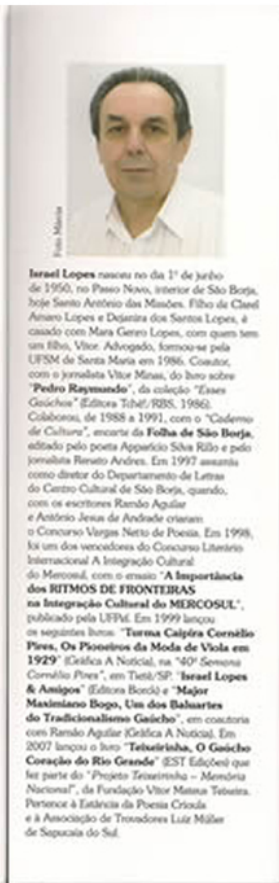 Foto Márcia
Israel Lopes nasceu no dia 1º de junho
de 1950, no Passo Novo, interior de São Borja,
hoje Santo Antônio das Missões. Filho de Clarel
Amaro Lopes e Dejanira dos Santos Lopes, é
casado com Mara Genro Lopes, com quem tem
um filho, Vitor. Advogado, formou-se pela
UFSM de Santa Maria em 1986. Coautor,
com o jornalista Vitor Minas, do livro sobre
"Pedro Raymundo", da coleção "Esses
Gaúchos" (Editora Tchê!/RBS, 1986).
Colaborou, de 1988 a 1991, com o "Caderno
de Cultura", encarte da Folha de São Borja,
editado pelo poeta Apparício Silva Rillo e pelo
jornalista Renato Andres. Em 1997 assumiu
como diretor do Departamento de Letras
do Centro Cultural de São Borja, quando,
com os escritores Ramão Aguilar
e Antônio Jesus de Andrade criaram
o Concurso Vargas Netto de Poesia. Em 1998,
foi um dos vencedores do Concurso Literário
Internacional A Integração Cultural
do Mercosul, com o ensaio "A Importância
dos RITMOS DE FRONTEIRAS
na Integração Cultural do MERCOSUL",
publicado pela UFPel. Em 1999 lançou
os seguintes livros: "Turma Caipira Cornélio
Pires, Os Pioneiros da Moda de Viola em
1929" (Gráfica A Notícia), na "40ª Semana
Cornélio Pires", em Tietê/SP. "Israel Lopes
& Amigos" (Editora Borck) e "Major
Maximiano Bogo, Um dos Baluartes
do Tradicionalismo Gaúcho", em coautoria
com Ramão Aguilar (Gráfica A Notícia). Em
2007 lançou o livro "Teixeirinha, O Gaúcho
Coração do Rio Grande" (EST Edições) que
fez parte do "Projeto Teixeirinha – Memória
Nacional", da Fundação Vitor Mateus Teixeira.
Pertence à Estância da Poesia Crioula
e à Associação de Trovadores Luiz Müller
de Sapucaia do Sul.